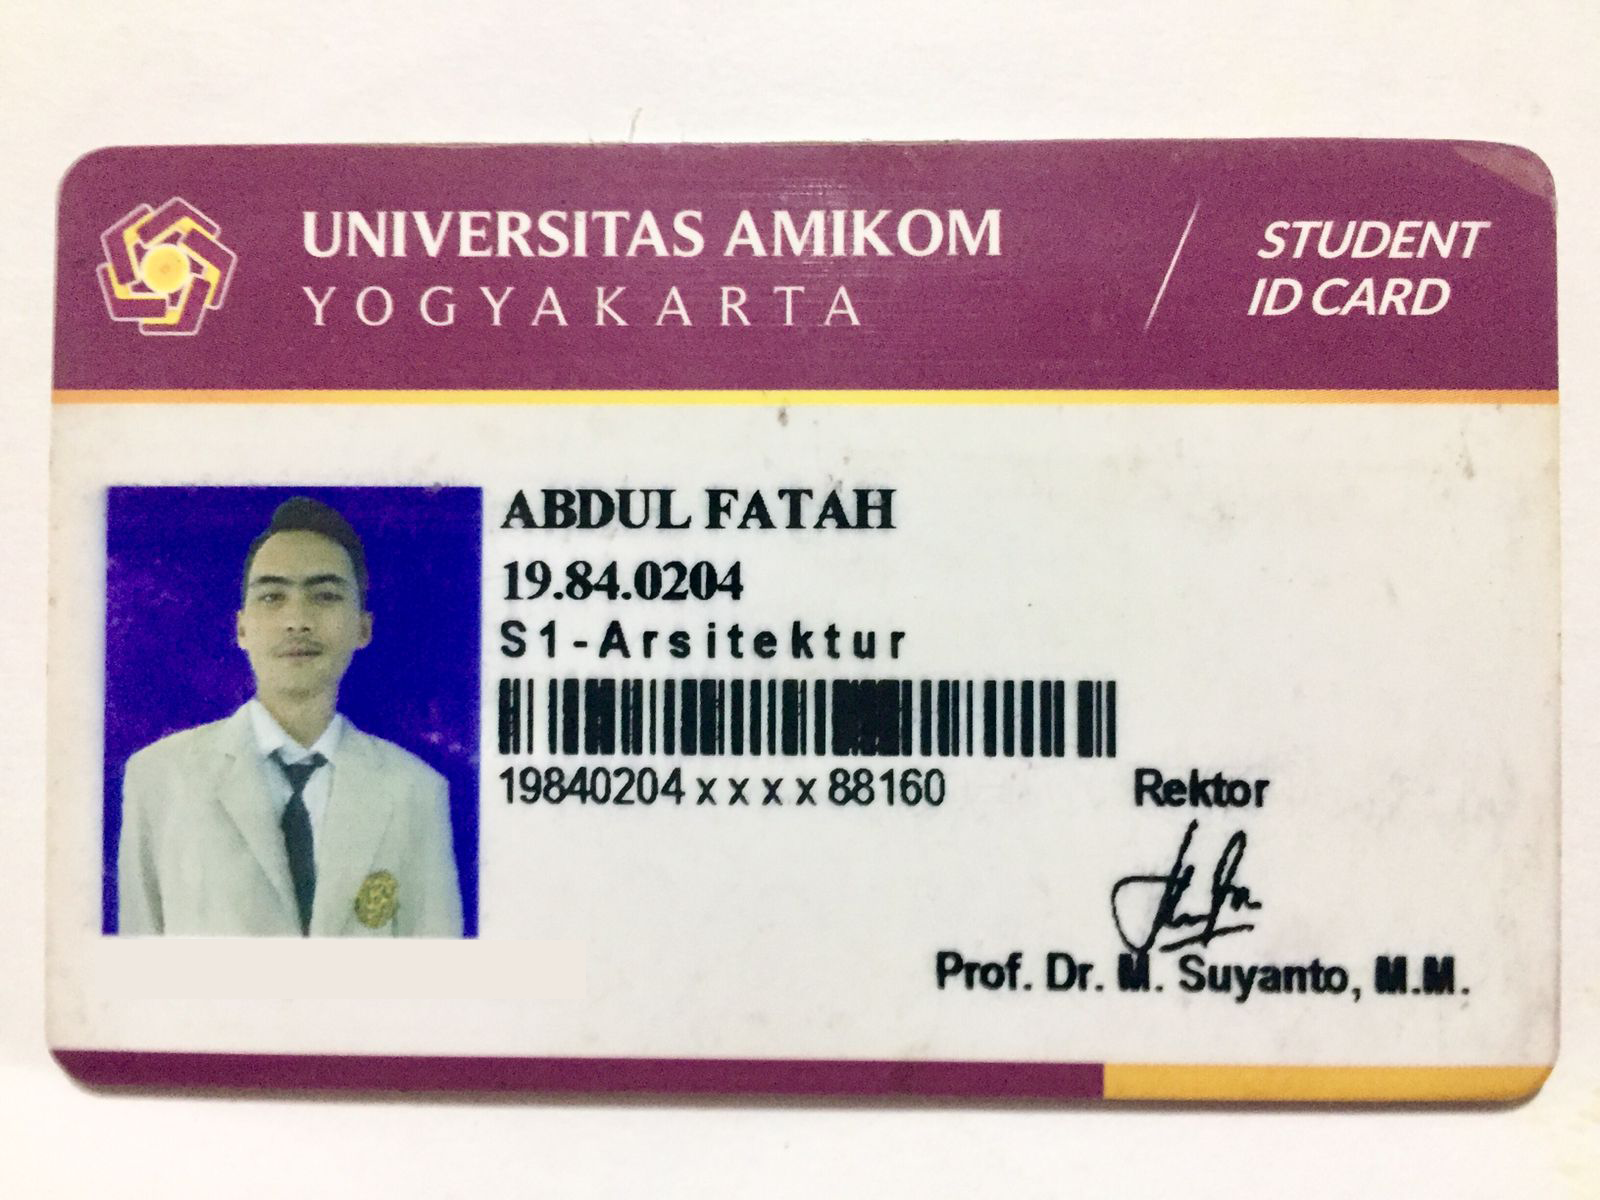 UNIVERSITAS AMIKOM
YOGYAKARTA
STUDENT
ID CARD
ABDUL FATAH
19.84.0204
S1-Arsitektur
19840204 x x x x 88160
Rektor
Prof. Dr. M. Suyanto, M.M.